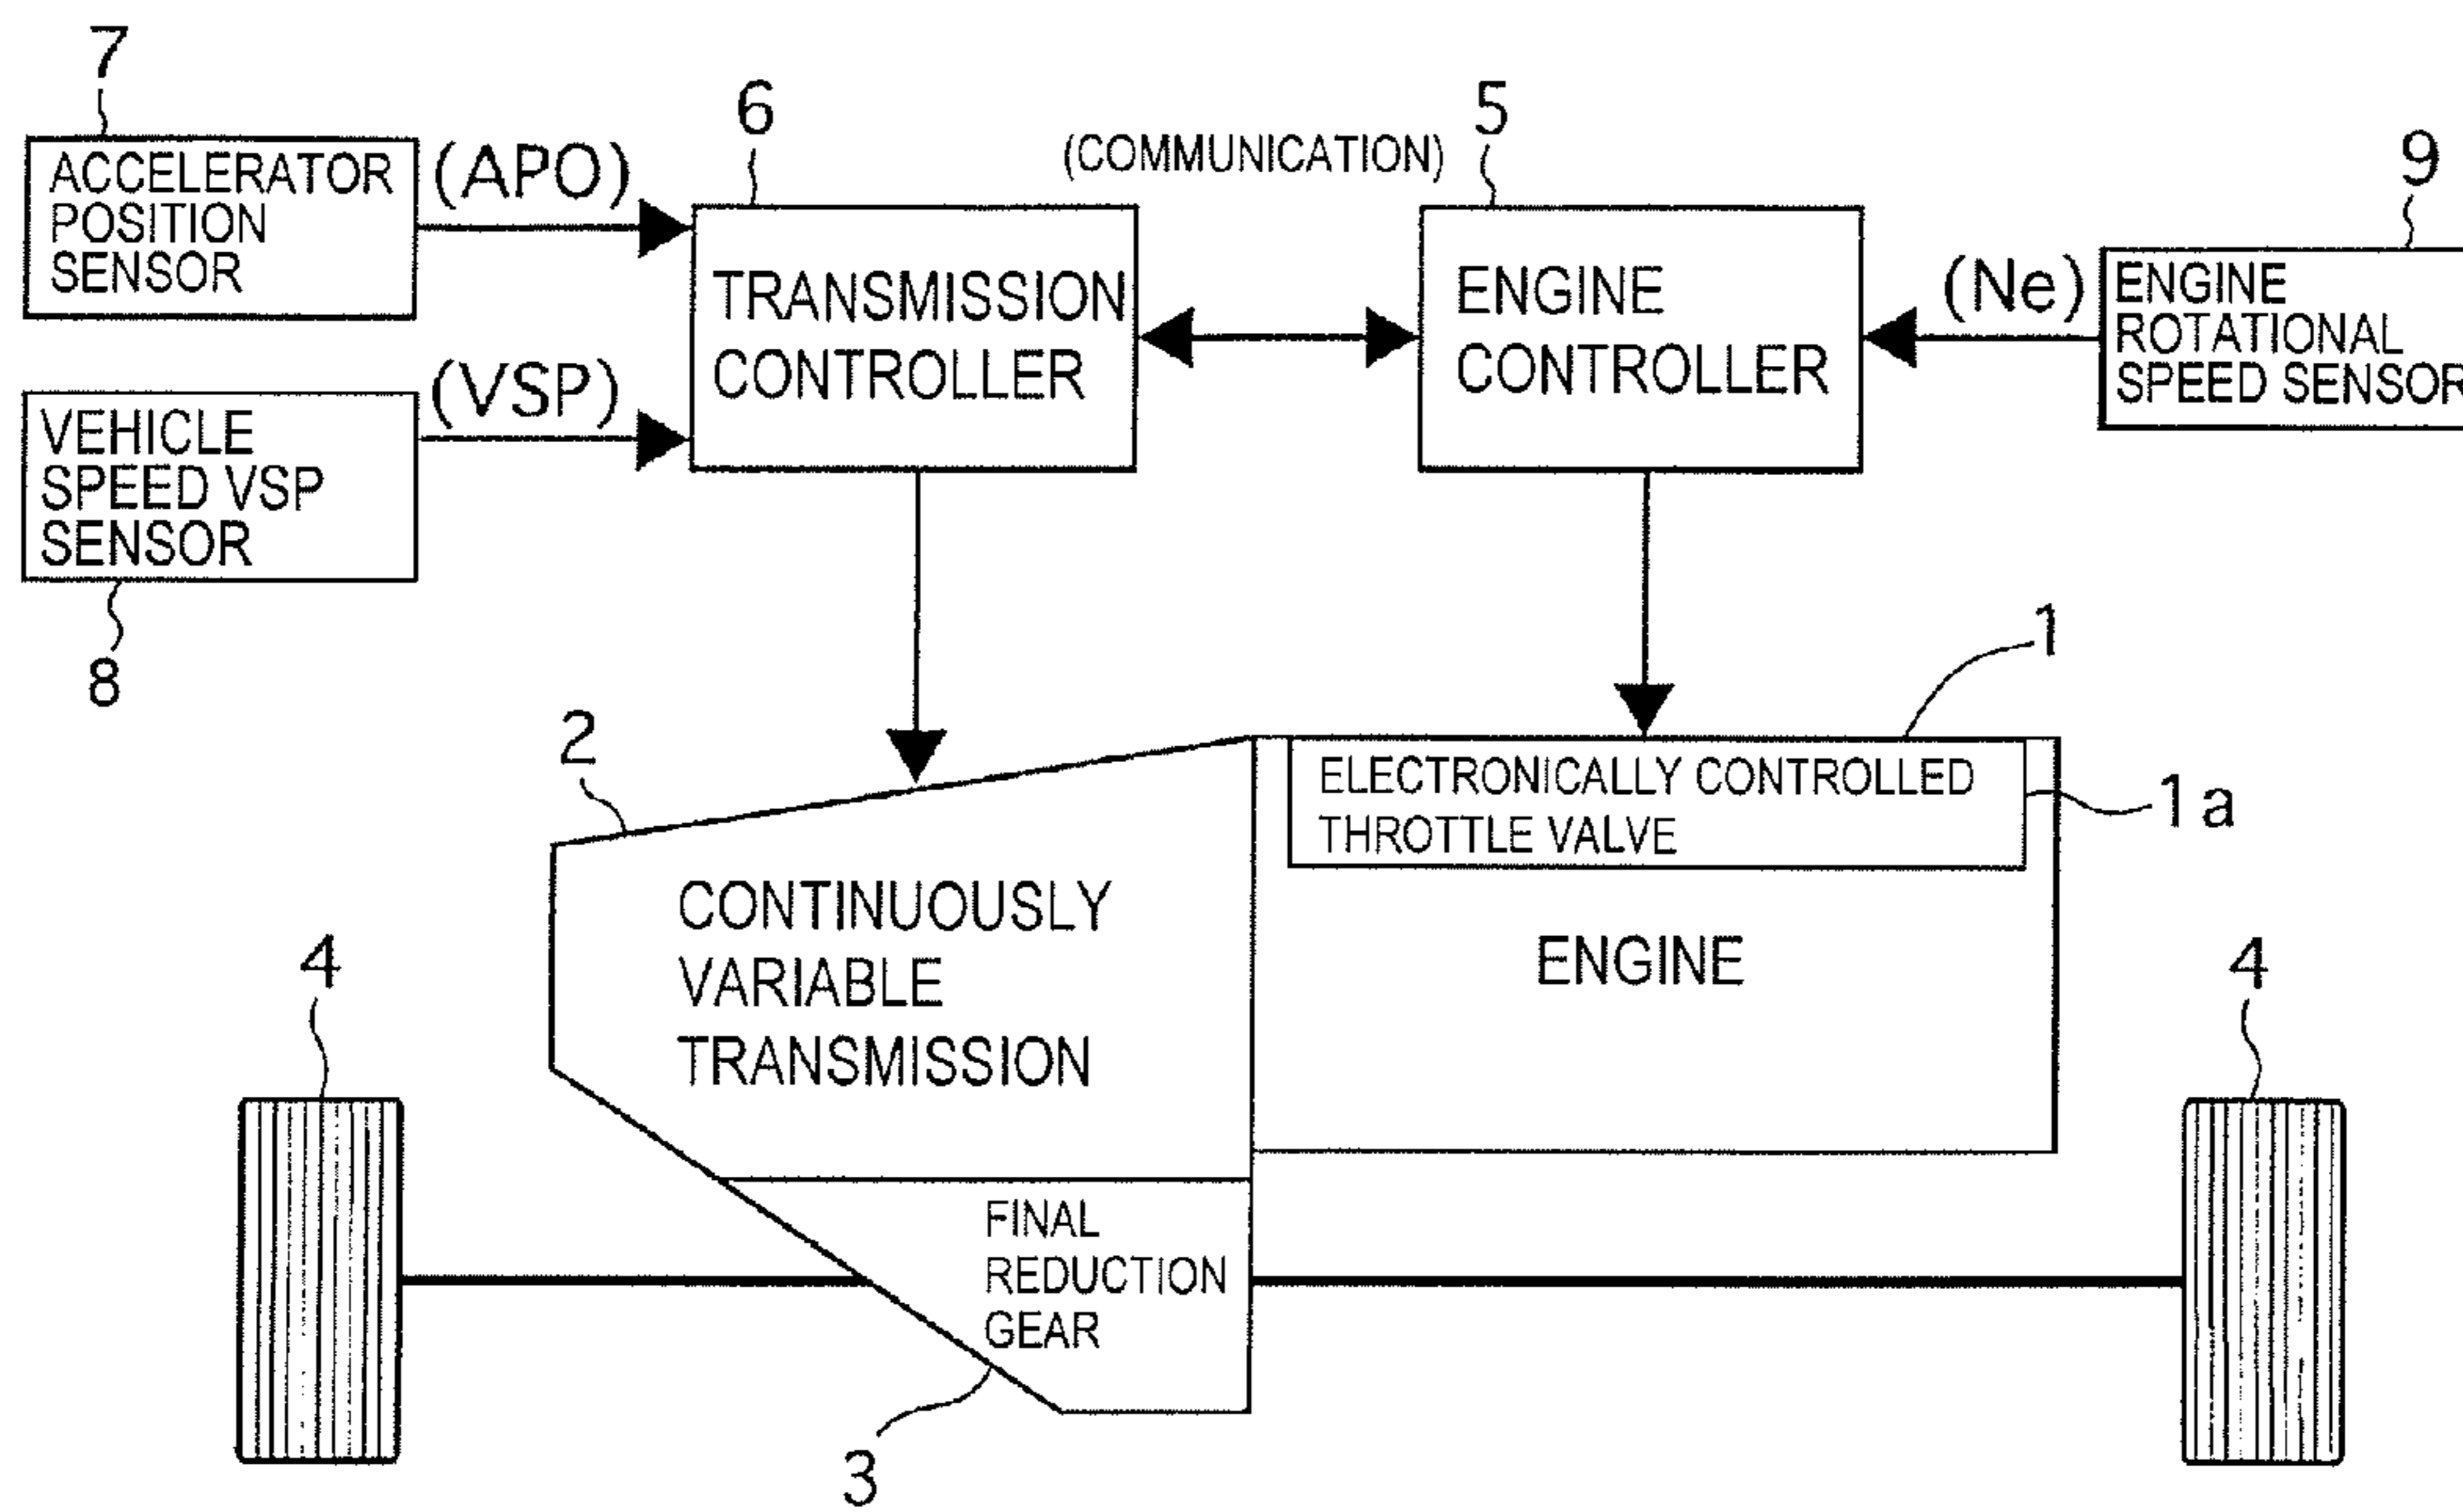 7
ACCELERATOR
POSITION
SENSOR
(APO)
6
(COMMUNICATION)
5
9
TRANSMISSION
CONTROLLER
ENGINE
CONTROLLER
(Ne)
ENGINE
ROTATIONAL
SPEED SENSOR
VEHICLE
SPEED VSP
SENSOR
(VSP)
8
1
2
ELECTRONICALLY CONTROLLED
THROTTLE VALVE
1a
CONTINUOUSLY
VARIABLE
TRANSMISSION
ENGINE
4
4
FINAL
REDUCTION
GEAR
3